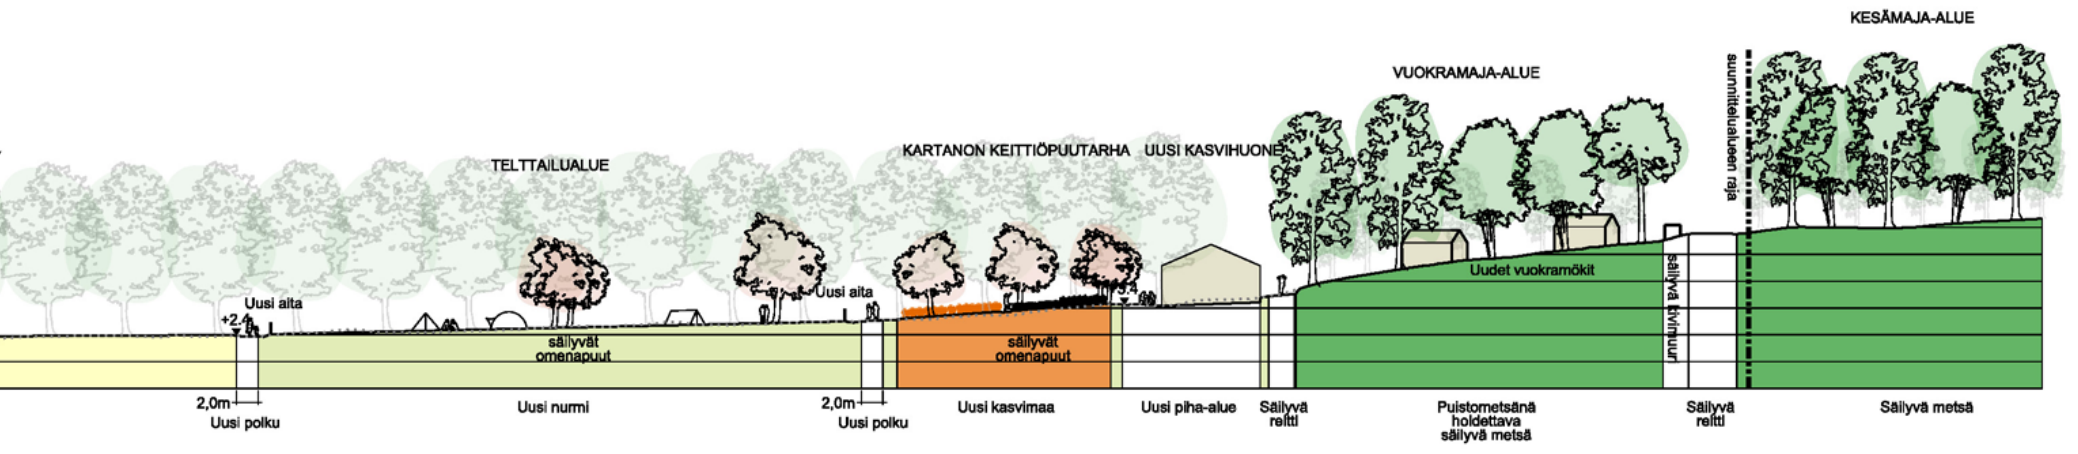 KESÄMAJA-ALUE
VUOKRAMAJA-ALUE
suunnittelualueen raja
KARTANON KEITTIÖPUUTARHA
UUSI KASVIHUONE
TELTTAILUALUE
Uusi aita
Uusi aita
+2.4
Uudet vuokramökit
säilyvä kivimuuri
säilyvät
omenapuut
säilyvät
omenapuut
2,0m
Uusi polku
Uusi nurmi
2,0m
Uusi polku
Uusi kasvimaa
Uusi piha-alue
Säilyvä
reitti
Puistometsänä
hoidettava
säilyvä metsä
Säilyvä
reitti
Säilyvä metsä